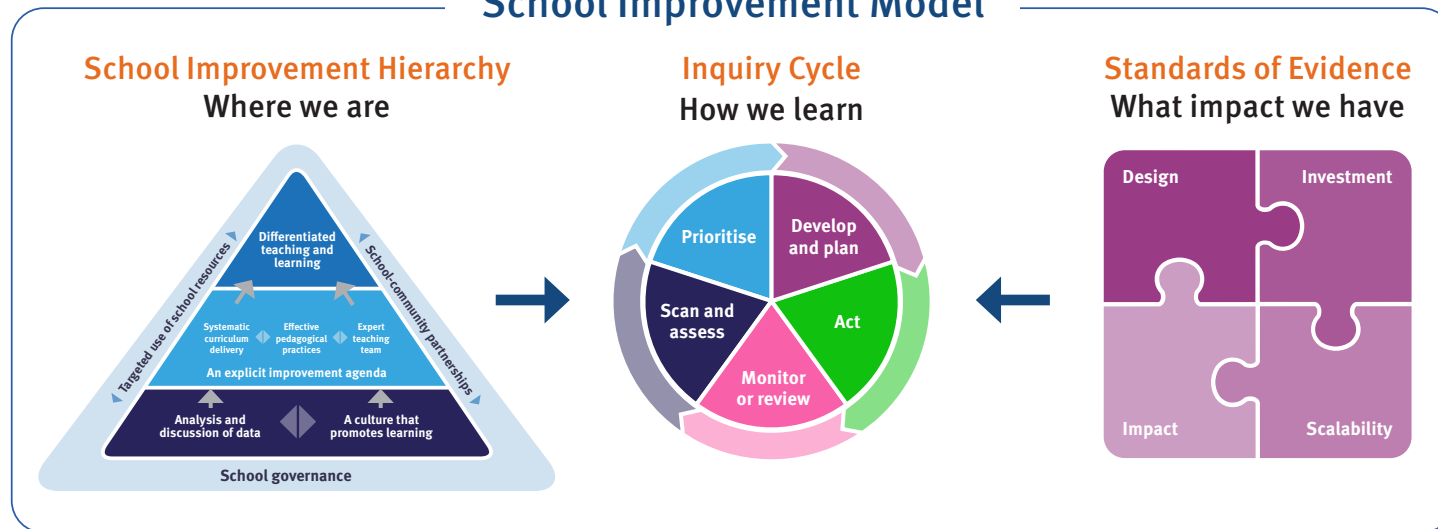 School Improvement Model
School Improvement Hierarchy
Where we are
Differentiated
teaching and
learning
Targeted use of school resources
School-community partnerships
Systematic
curriculum
delivery
Effective
pedagogical
practices
Expert
teaching
team
An explicit improvement agenda
Analysis and
discussion of data
A culture that
promotes learning
School governance
Inquiry Cycle
How we learn
Prioritise
Develop
and plan
Scan and
assess
Act
Monitor
or review
Standards of Evidence
What impact we have
Design
Investment
Impact
Scalability